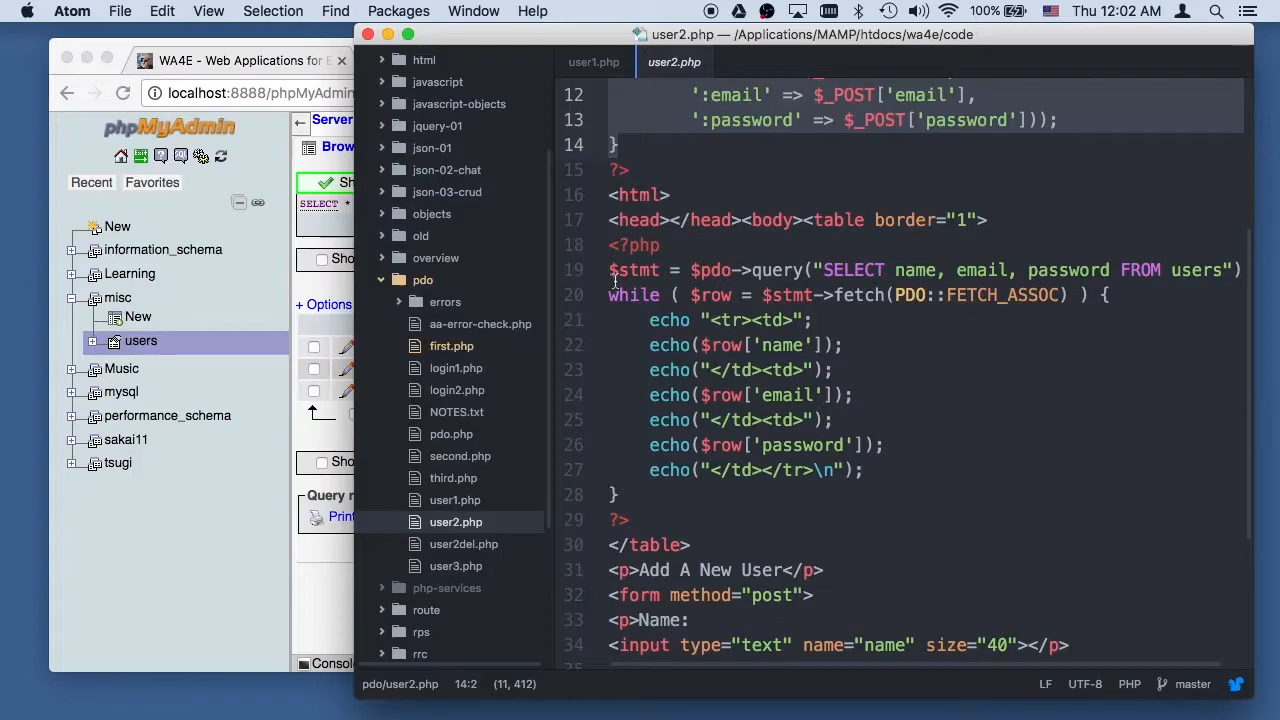 Atom File Edit View Selection Find Packages Window Help 100% Thu 12:02 AM
user2.php — /Applications/MAMP/htdocs/wa4e/code
WA4E - Web Applications for E
localhost:8888/phpMyAdmin
phpMyAdmin
Recent Favorites
New
information_schema
Learning
misc
New
users
Music
mysql
performance_schema
sakai11
tsugi
Server
Brow
Sh
SELECT *
Sho
+ Options
Sho
Query r
Print
Console
html
javascript
javascript-objects
jquery-01
json-01
json-02-chat
json-03-crud
objects
old
overview
pdo
errors
aa-error-check.php
first.php
login1.php
login2.php
NOTES.txt
pdo.php
second.php
third.php
user1.php
user2.php
user2del.php
user3.php
php-services
route
rps
rrc
user1.php user2.php
12 ':email' => $_POST['email'],
13 ':password' => $_POST['password']));
14 }
15 ?>
16 <html>
17 <head></head><body><table border="1">
18 <?php
19 $stmt = $pdo->query("SELECT name, email, password FROM users")
20 while ( $row = $stmt->fetch(PDO::FETCH_ASSOC) ) {
21 echo "<tr><td>";
22 echo($row['name']);
23 echo("</td><td>");
24 echo($row['email']);
25 echo("</td><td>");
26 echo($row['password']);
27 echo("</td></tr>\n");
28 }
29 ?>
30 </table>
31 <p>Add A New User</p>
32 <form method="post">
33 <p>Name:
34 <input type="text" name="name" size="40"></p>
pdo/user2.php 14:2 (11, 412) LF UTF-8 PHP master